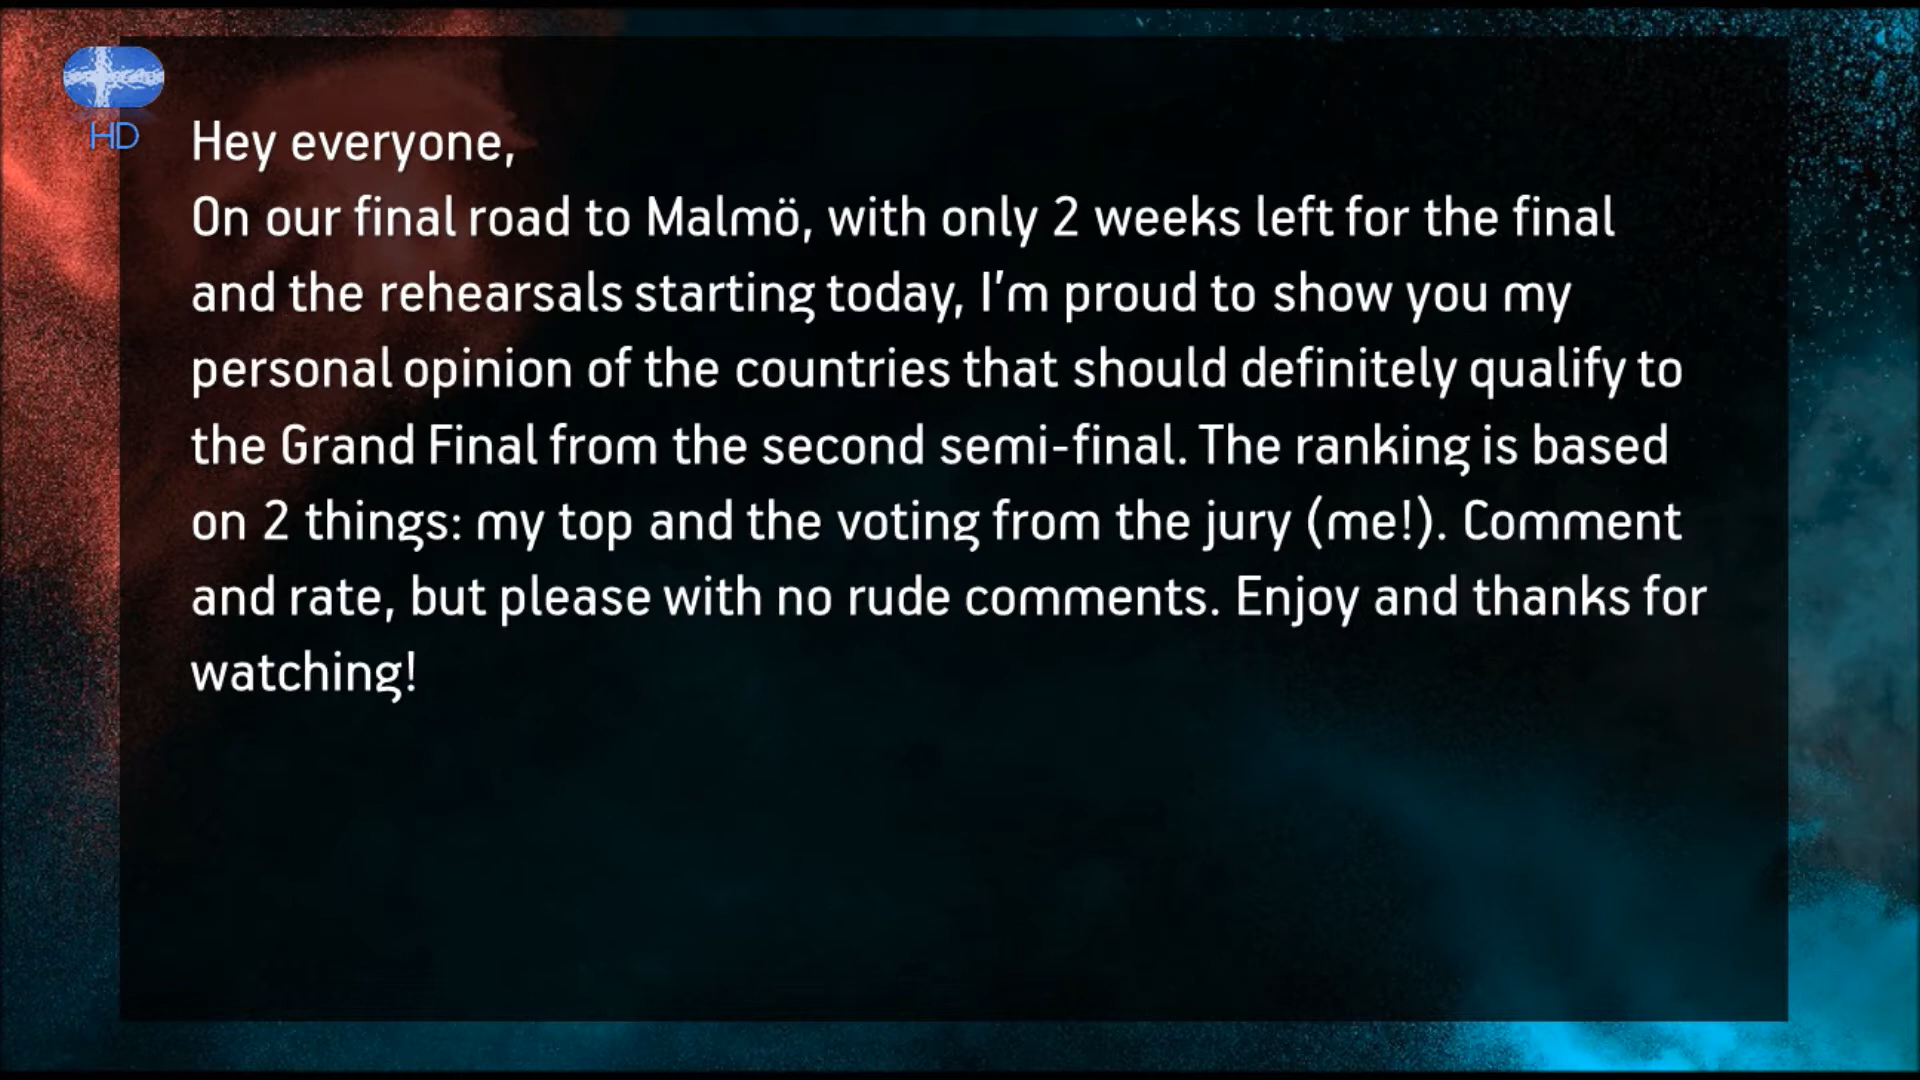 HD
Hey everyone,
On our final road to Malmö, with only 2 weeks left for the final
and the rehearsals starting today, I’m proud to show you my
personal opinion of the countries that should definitely qualify to
the Grand Final from the second semi-final. The ranking is based
on 2 things: my top and the voting from the jury (me!). Comment
and rate, but please with no rude comments. Enjoy and thanks for
watching!